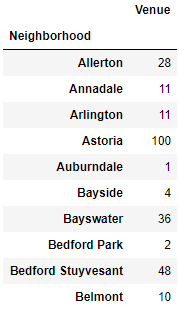 Venue
Neighborhood
Allerton 28
Annadale 11
Arlington 11
Astoria 100
Auburndale 1
Bayside 4
Bayswater 36
Bedford Park 2
Bedford Stuyvesant 48
Belmont 10